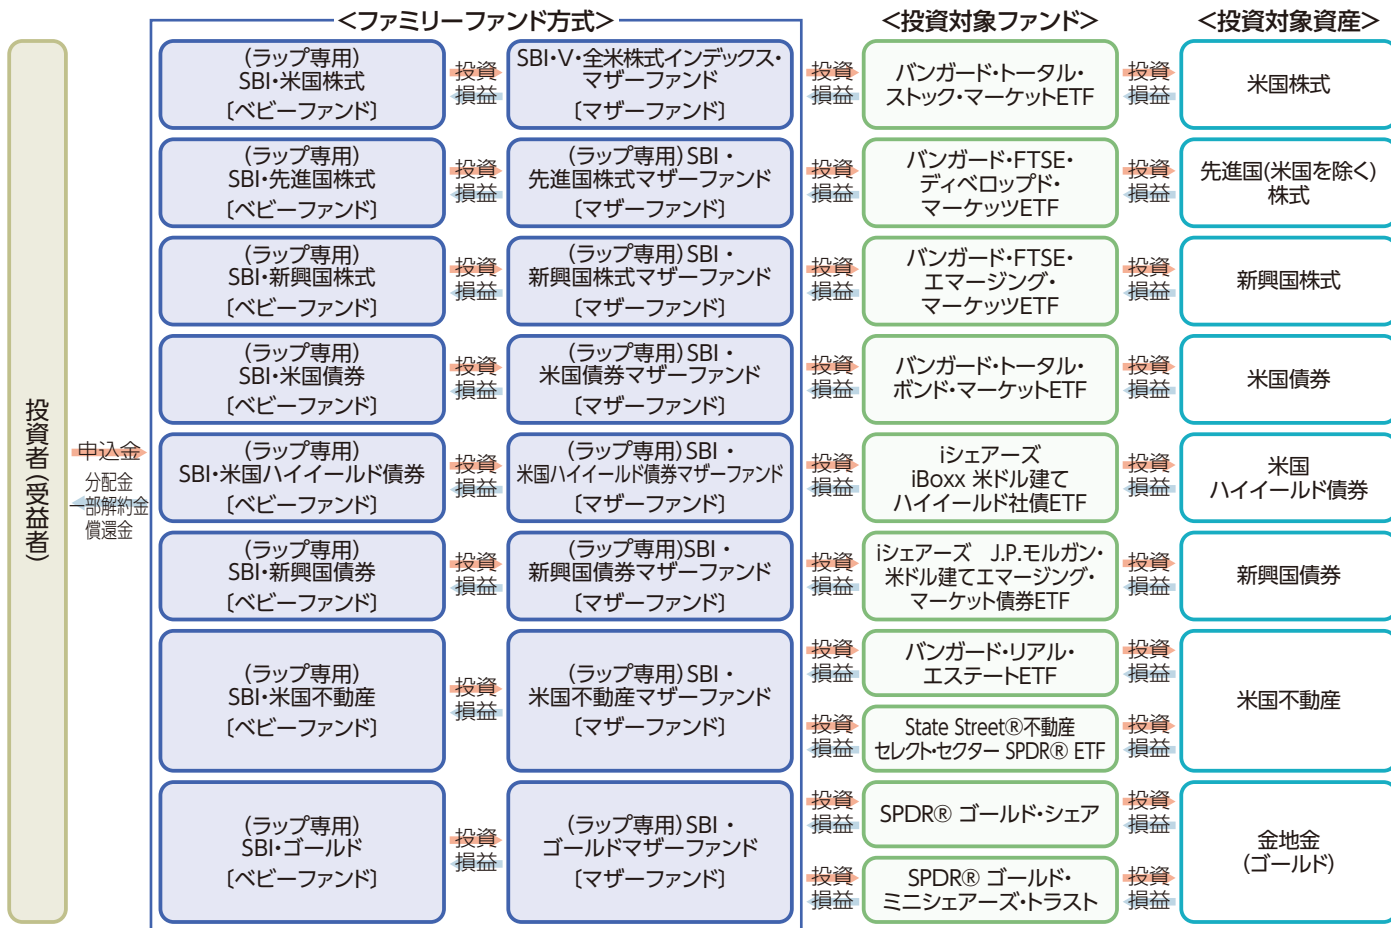 <ファミリーファンド方式>
<投資対象ファンド>
<投資対象資産>
投資者(受益者)
申込金
分配金
一部解約金
償還金
(ラップ専用)
SBI・米国株式
〔ベビーファンド〕
投資
損益
SBI・V・全米株式インデックス・
マザーファンド
〔マザーファンド〕
投資
損益
バンガード・トータル・
ストック・マーケットETF
投資
損益
米国株式
(ラップ専用)
SBI・先進国株式
〔ベビーファンド〕
投資
損益
(ラップ専用)SBI・
先進国株式マザーファンド
〔マザーファンド〕
投資
損益
バンガード・FTSE・
ディベロップド・
マーケッツETF
投資
損益
先進国(米国を除く)
株式
(ラップ専用)
SBI・新興国株式
〔ベビーファンド〕
投資
損益
(ラップ専用)SBI・
新興国株式マザーファンド
〔マザーファンド〕
投資
損益
バンガード・FTSE・
エマージング・
マーケッツETF
投資
損益
新興国株式
(ラップ専用)
SBI・米国債券
〔ベビーファンド〕
投資
損益
(ラップ専用)SBI・
米国債券マザーファンド
〔マザーファンド〕
投資
損益
バンガード・トータル・
ボンド・マーケットETF
投資
損益
米国債券
(ラップ専用)
SBI・米国ハイイールド債券
〔ベビーファンド〕
投資
損益
(ラップ専用)SBI・
米国ハイイールド債券マザーファンド
〔マザーファンド〕
投資
損益
iシェアーズ
iBoxx 米ドル建て
ハイイールド社債ETF
投資
損益
米国
ハイイールド債券
(ラップ専用)
SBI・新興国債券
〔ベビーファンド〕
投資
損益
(ラップ専用)SBI・
新興国債券マザーファンド
〔マザーファンド〕
投資
損益
iシェアーズ J.P.モルガン・
米ドル建てエマージング・
マーケット債券ETF
投資
損益
新興国債券
(ラップ専用)
SBI・米国不動産
〔ベビーファンド〕
投資
損益
(ラップ専用)SBI・
米国不動産マザーファンド
〔マザーファンド〕
投資
損益
バンガード・リアル・
エステートETF
投資
損益
投資
損益
State Street®不動産
セレクト・セクター SPDR® ETF
投資
損益
米国不動産
(ラップ専用)
SBI・ゴールド
〔ベビーファンド〕
投資
損益
(ラップ専用)SBI・
ゴールドマザーファンド
〔マザーファンド〕
投資
損益
SPDR® ゴールド・シェア
投資
損益
投資
損益
SPDR® ゴールド・
ミニシェアーズ・トラスト
投資
損益
金地金
(ゴールド)